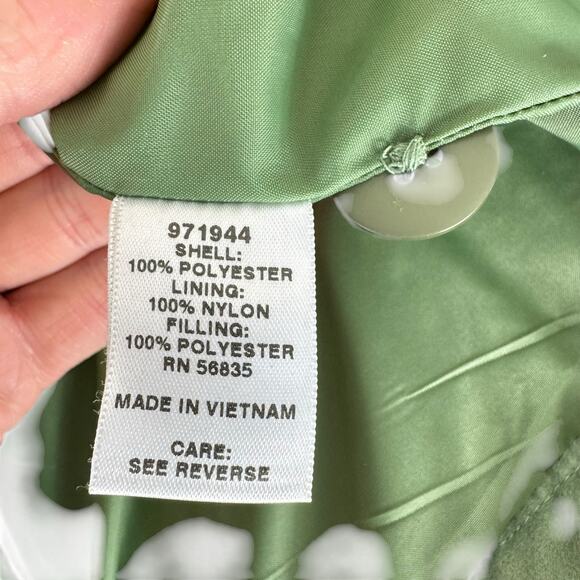 971944
SHELL:
100% POLYESTER
LINING:
100% NYLON
FILLING:
100% POLYESTER
RN 56835
MADE IN VIETNAM
CARE:
SEE REVERSE